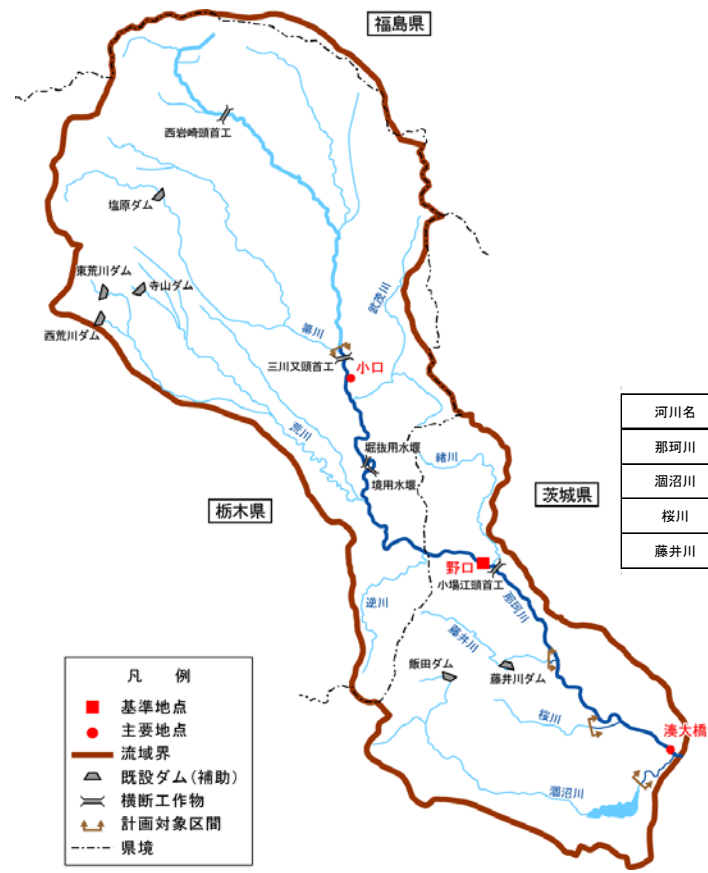 福島県
西岩崎頭首工
塩原ダム
東荒川ダム
寺山ダム
西荒川ダム
武茂川
箒川
三川又頭首工
小口
荒川
堀抜用水堰
境用水堰
緒川
栃木県
茨城県
河川名
那珂川
涸沼川
桜川
藤井川
野口
小場江頭首工
那珂川
逆川
藤井川
飯田ダム
藤井川ダム
桜川
湊大橋
涸沼川
凡 例
基準地点
主要地点
流域界
既設ダム(補助)
横断工作物
計画対象区間
県境